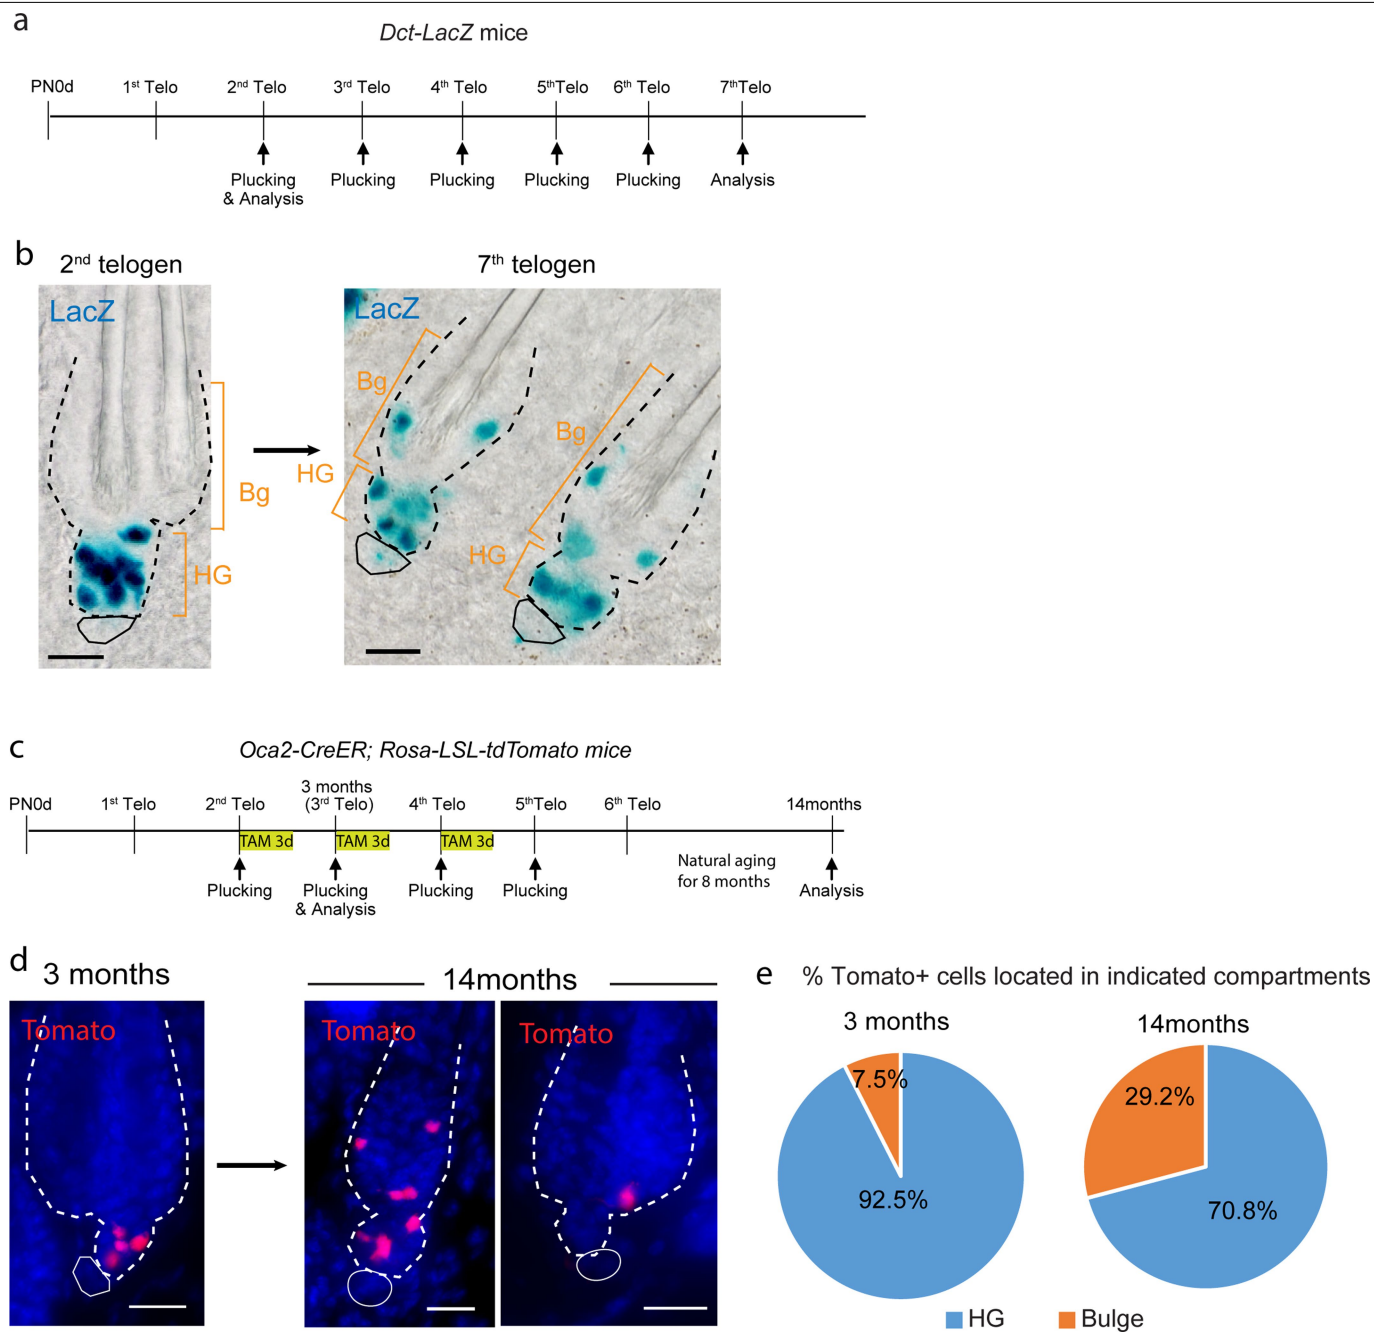 a
Dct-LacZ mice
PN0d 1st Telo 2nd Telo 3rd Telo 4th Telo 5thTelo 6th Telo 7thTelo
Plucking Plucking Plucking Plucking Plucking Analysis
& Analysis
b
2nd telogen 7th telogen
LacZ
Bg
HG
LacZ
Bg
HG
Bg
HG
c
Oca2-CreER; Rosa-LSL-tdTomato mice
3 months
PN0d 1st Telo 2nd Telo (3rd Telo) 4th Telo 5thTelo 6th Telo 14months
TAM 3d TAM 3d TAM 3d
Natural aging
for 8 months
Plucking Plucking Plucking Plucking Analysis
& Analysis
d
3 months 14months
Tomato Tomato Tomato
e
% Tomato+ cells located in indicated compartments
3 months 14months
7.5%
92.5%
29.2%
70.8%
HG Bulge